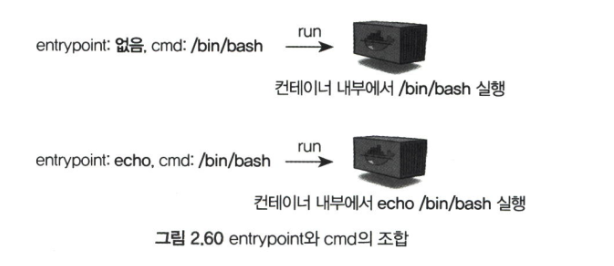 entrypoint: 없음, cmd: /bin/bash
run
컨테이너 내부에서 /bin/bash 실행
entrypoint: echo, cmd: /bin/bash
run
컨테이너 내부에서 echo /bin/bash 실행
그림 2.60 entrypoint와 cmd의 조합